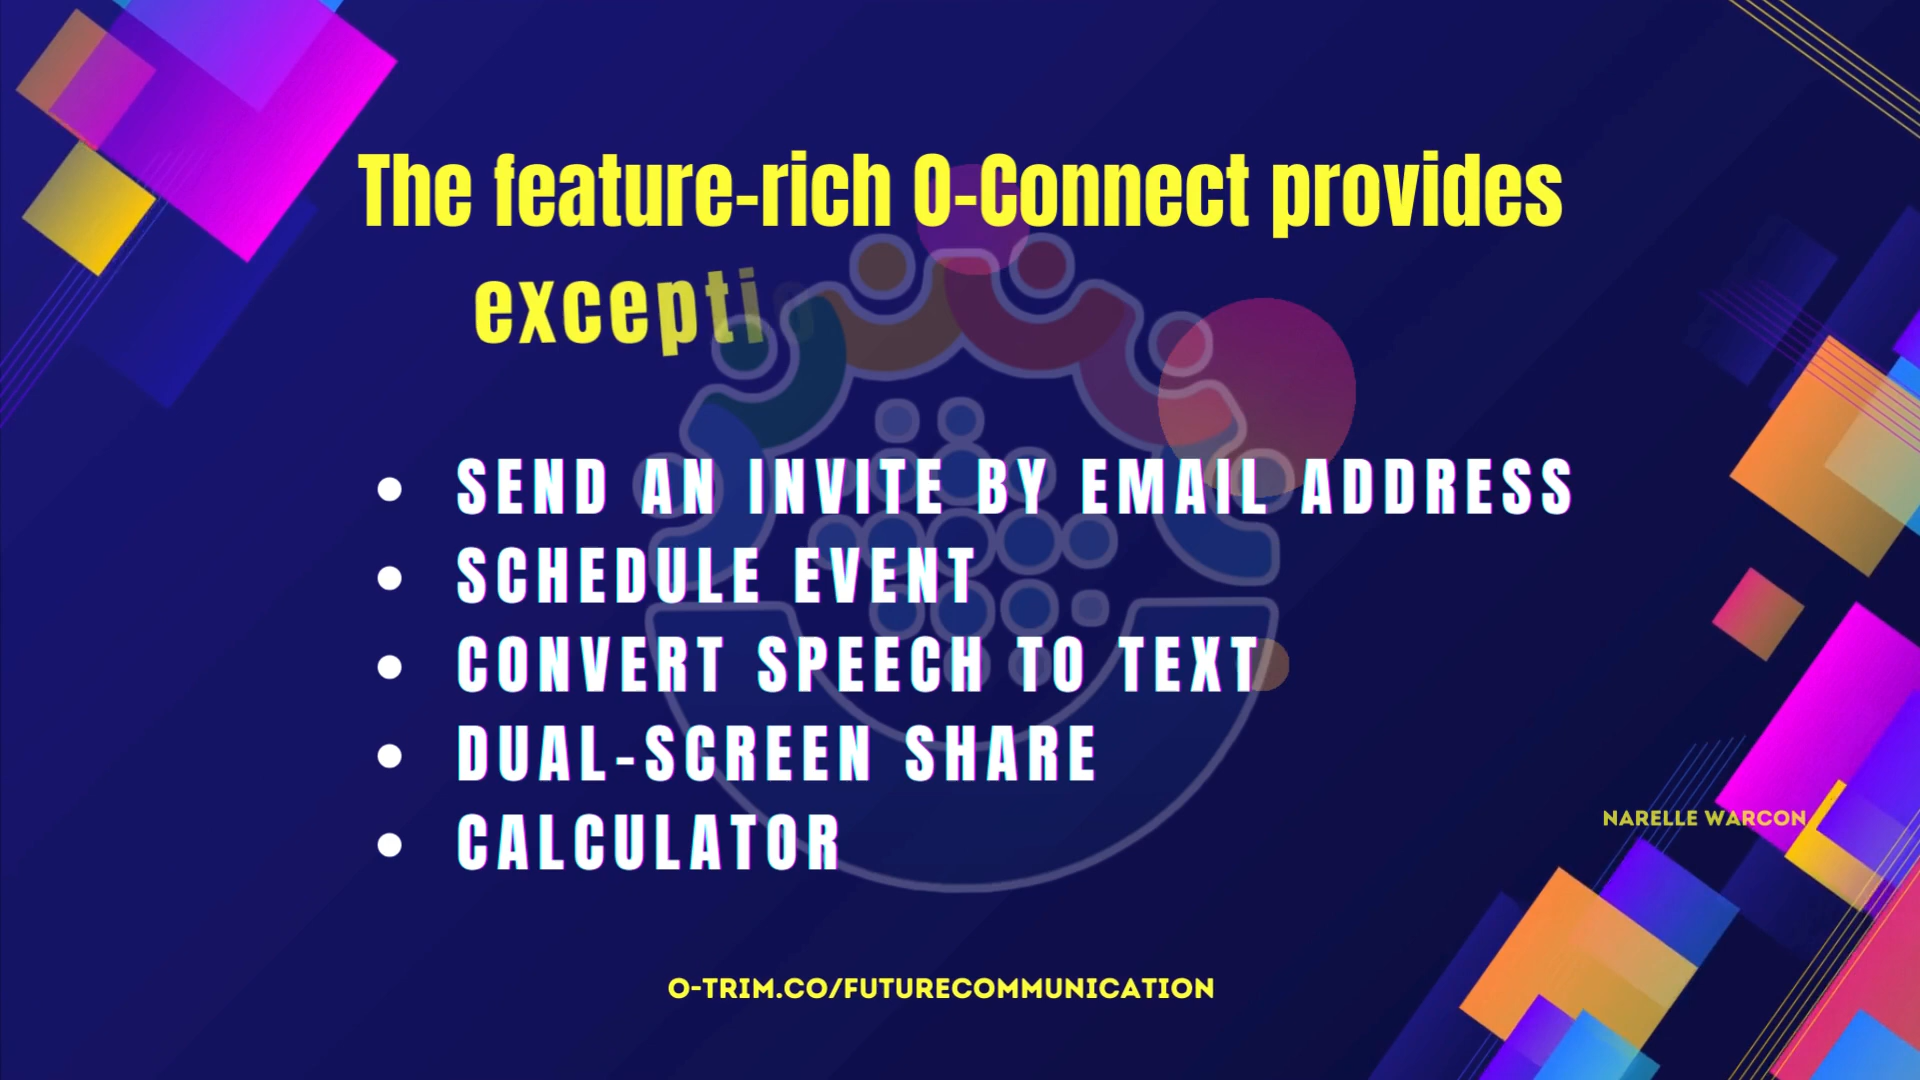 The feature-rich O-Connect provides
excepti
• SEND AN INVITE BY EMAIL ADDRESS
• SCHEDULE EVENT
• CONVERT SPEECH TO TEXT
• DUAL-SCREEN SHARE
• CALCULATOR
NARELLE WARCON
O-TRIM.CO/FUTURECOMMUNICATION